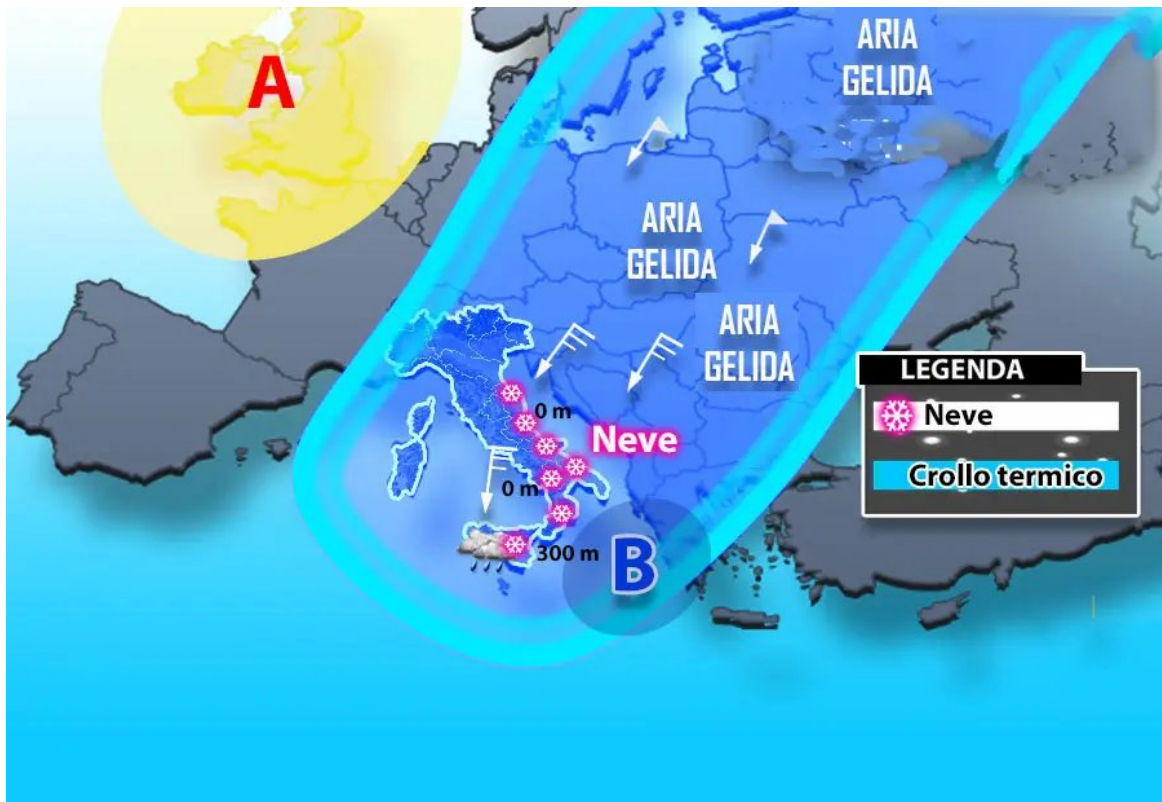 ARIA
GELIDA
A
ARIA
GELIDA
ARIA
GELIDA
LEGENDA
Neve
Crollo termico
0 m
Neve
0 m
300 m
B